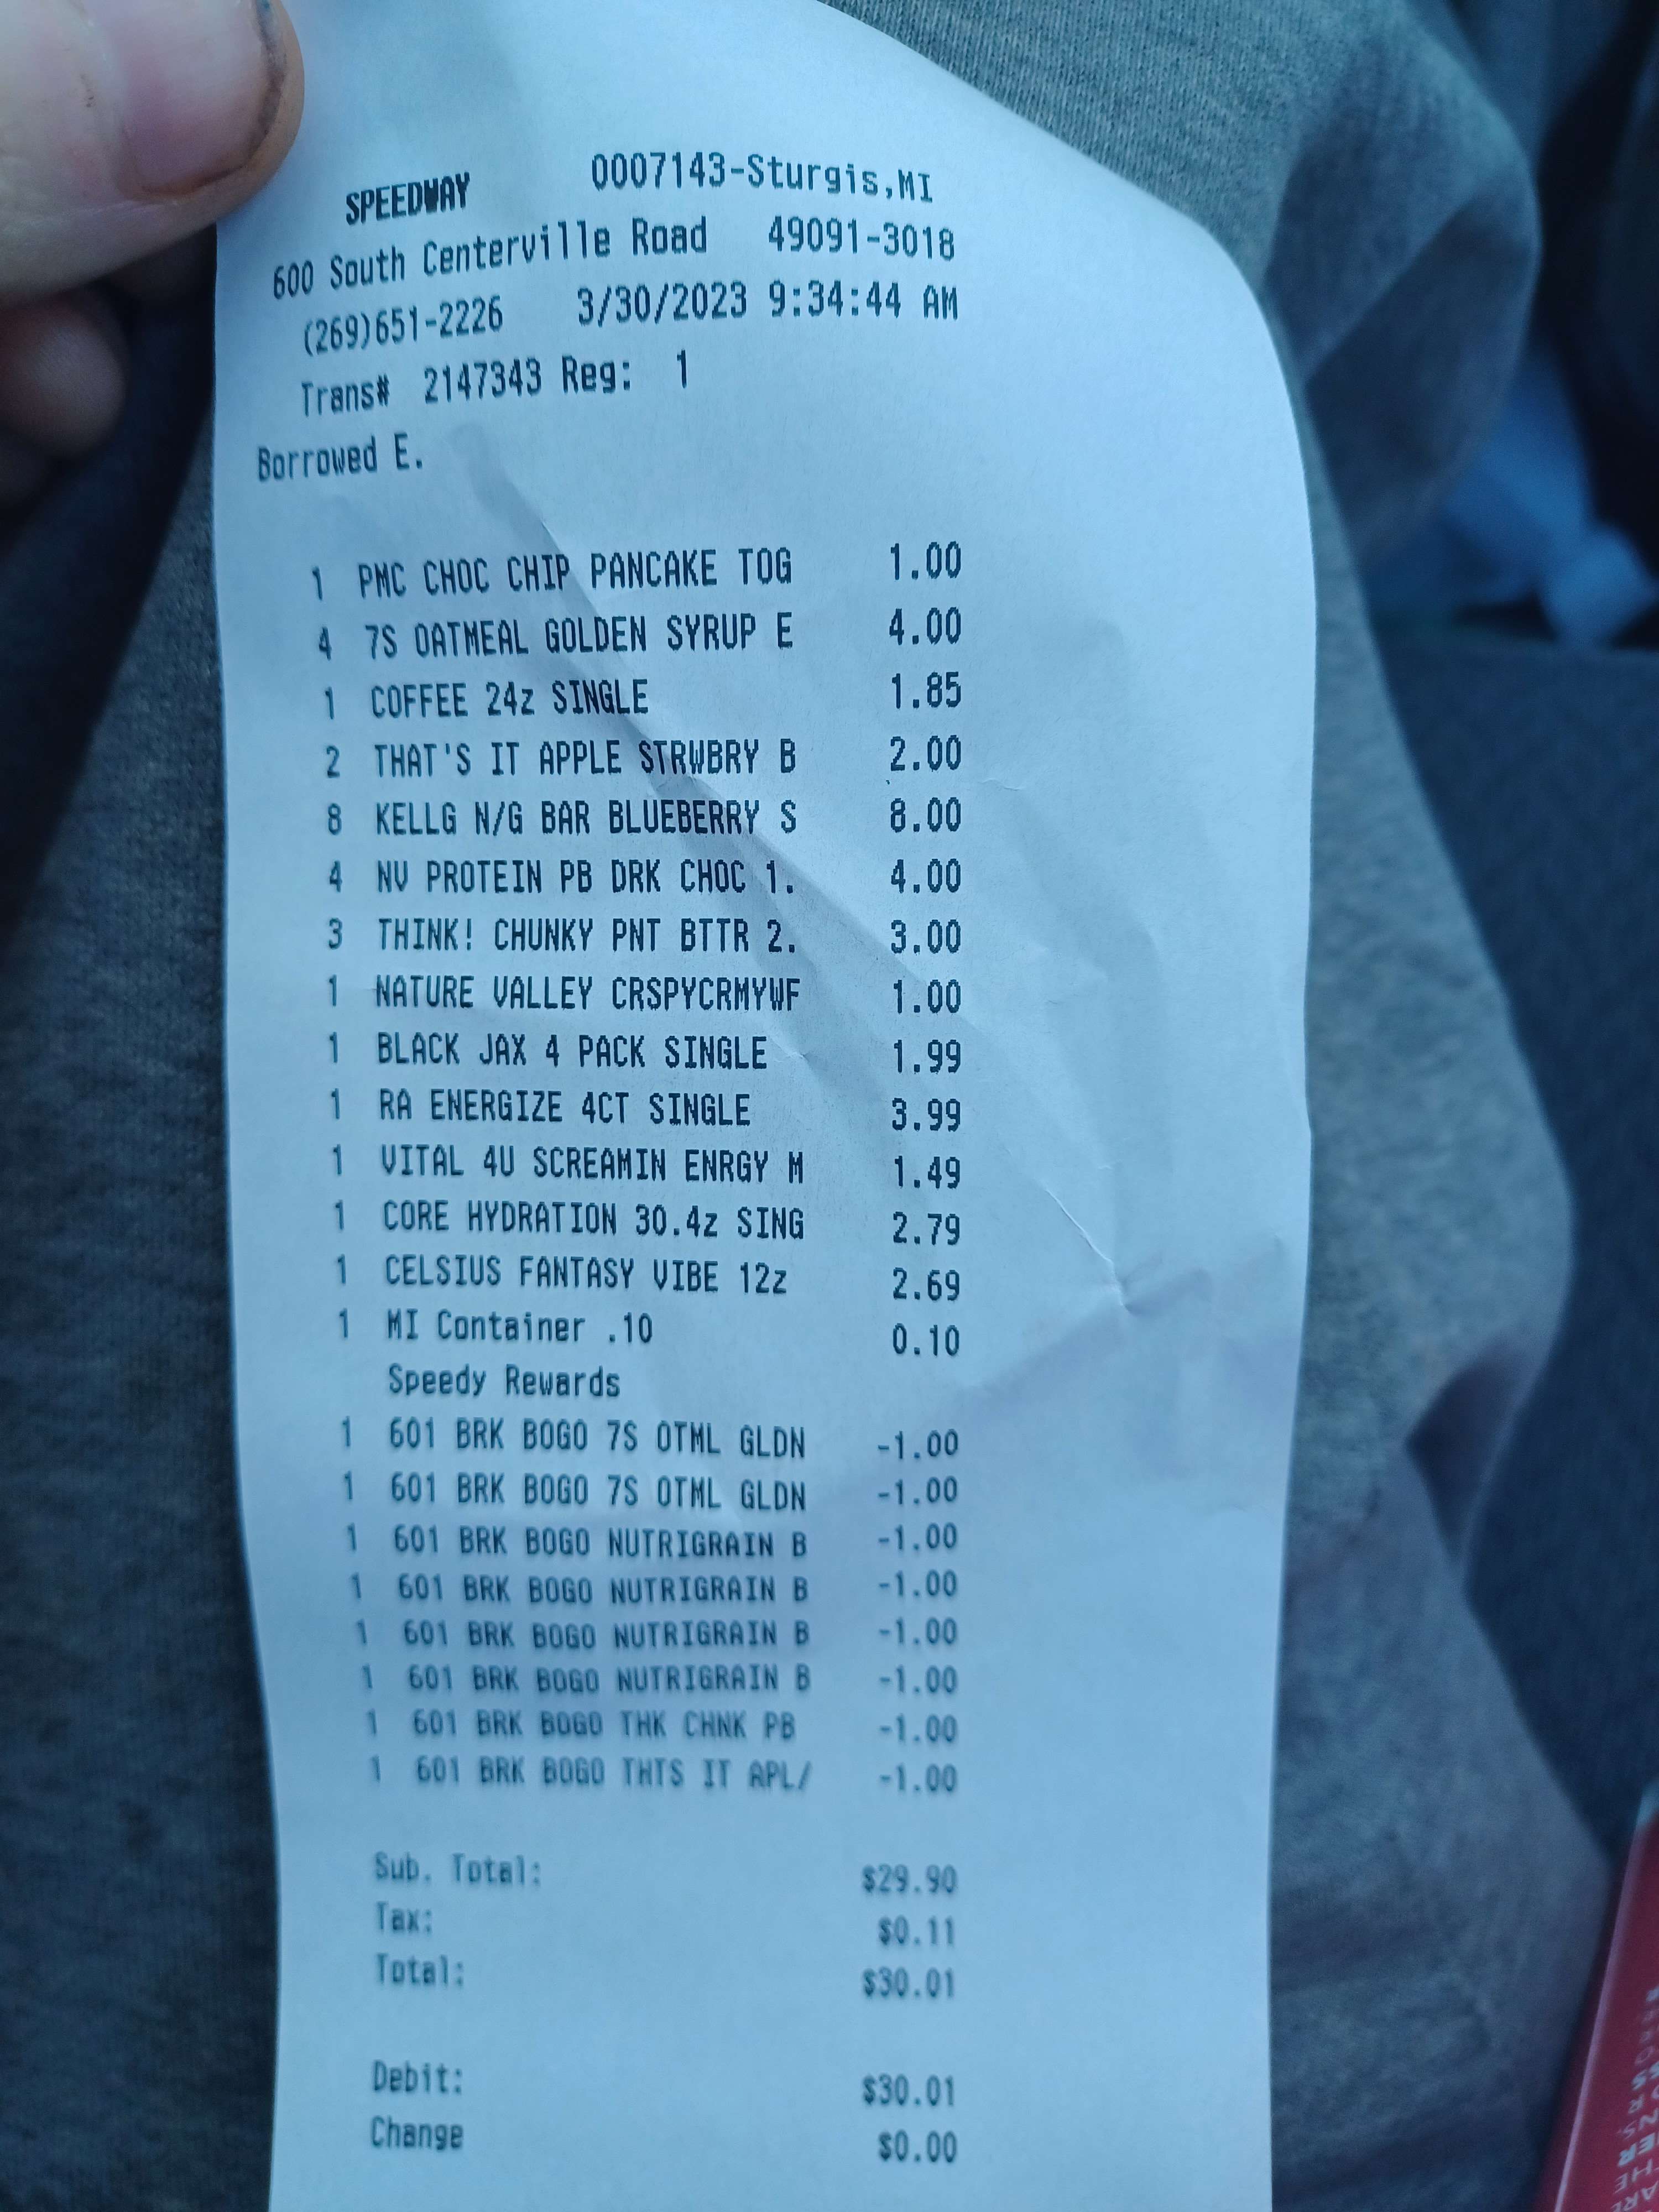 SPEEDWAY 0007143-Sturgis,MI
600 South Centerville Road 49091-3018
(269)651-2226 3/30/2023 9:34:44 AM
Trans# 2147343 Reg: 1
Borrowed E.
1 PMC CHOC CHIP PANCAKE TOG 1.00
4 7S OATMEAL GOLDEN SYRUP E 4.00
1 COFFEE 24z SINGLE 1.85
2 THAT'S IT APPLE STRWBRY B 2.00
8 KELLG N/G BAR BLUEBERRY S 8.00
4 NV PROTEIN PB DRK CHOC 1. 4.00
3 THINK! CHUNKY PNT BTTR 2. 3.00
1 NATURE VALLEY CRSPYCRMYWF 1.00
1 BLACK JAX 4 PACK SINGLE 1.99
1 RA ENERGIZE 4CT SINGLE 3.99
1 VITAL 4U SCREAMIN ENRGY M 1.49
1 CORE HYDRATION 30.4z SING 2.79
1 CELSIUS FANTASY VIBE 12z 2.69
1 MI Container .10 0.10
Speedy Rewards
1 601 BRK BOGO 7S OTML GLDN -1.00
1 601 BRK BOGO 7S OTML GLDN -1.00
1 601 BRK BOGO NUTRIGRAIN B -1.00
1 601 BRK BOGO NUTRIGRAIN B -1.00
1 601 BRK BOGO NUTRIGRAIN B -1.00
1 601 BRK BOGO NUTRIGRAIN B -1.00
1 601 BRK BOGO THK CHNK PB -1.00
1 601 BRK BOGO THTS IT APL/ -1.00
Sub. Total: $29.90
Tax: $0.11
Total: $30.01
Debit: $30.01
Change $0.00